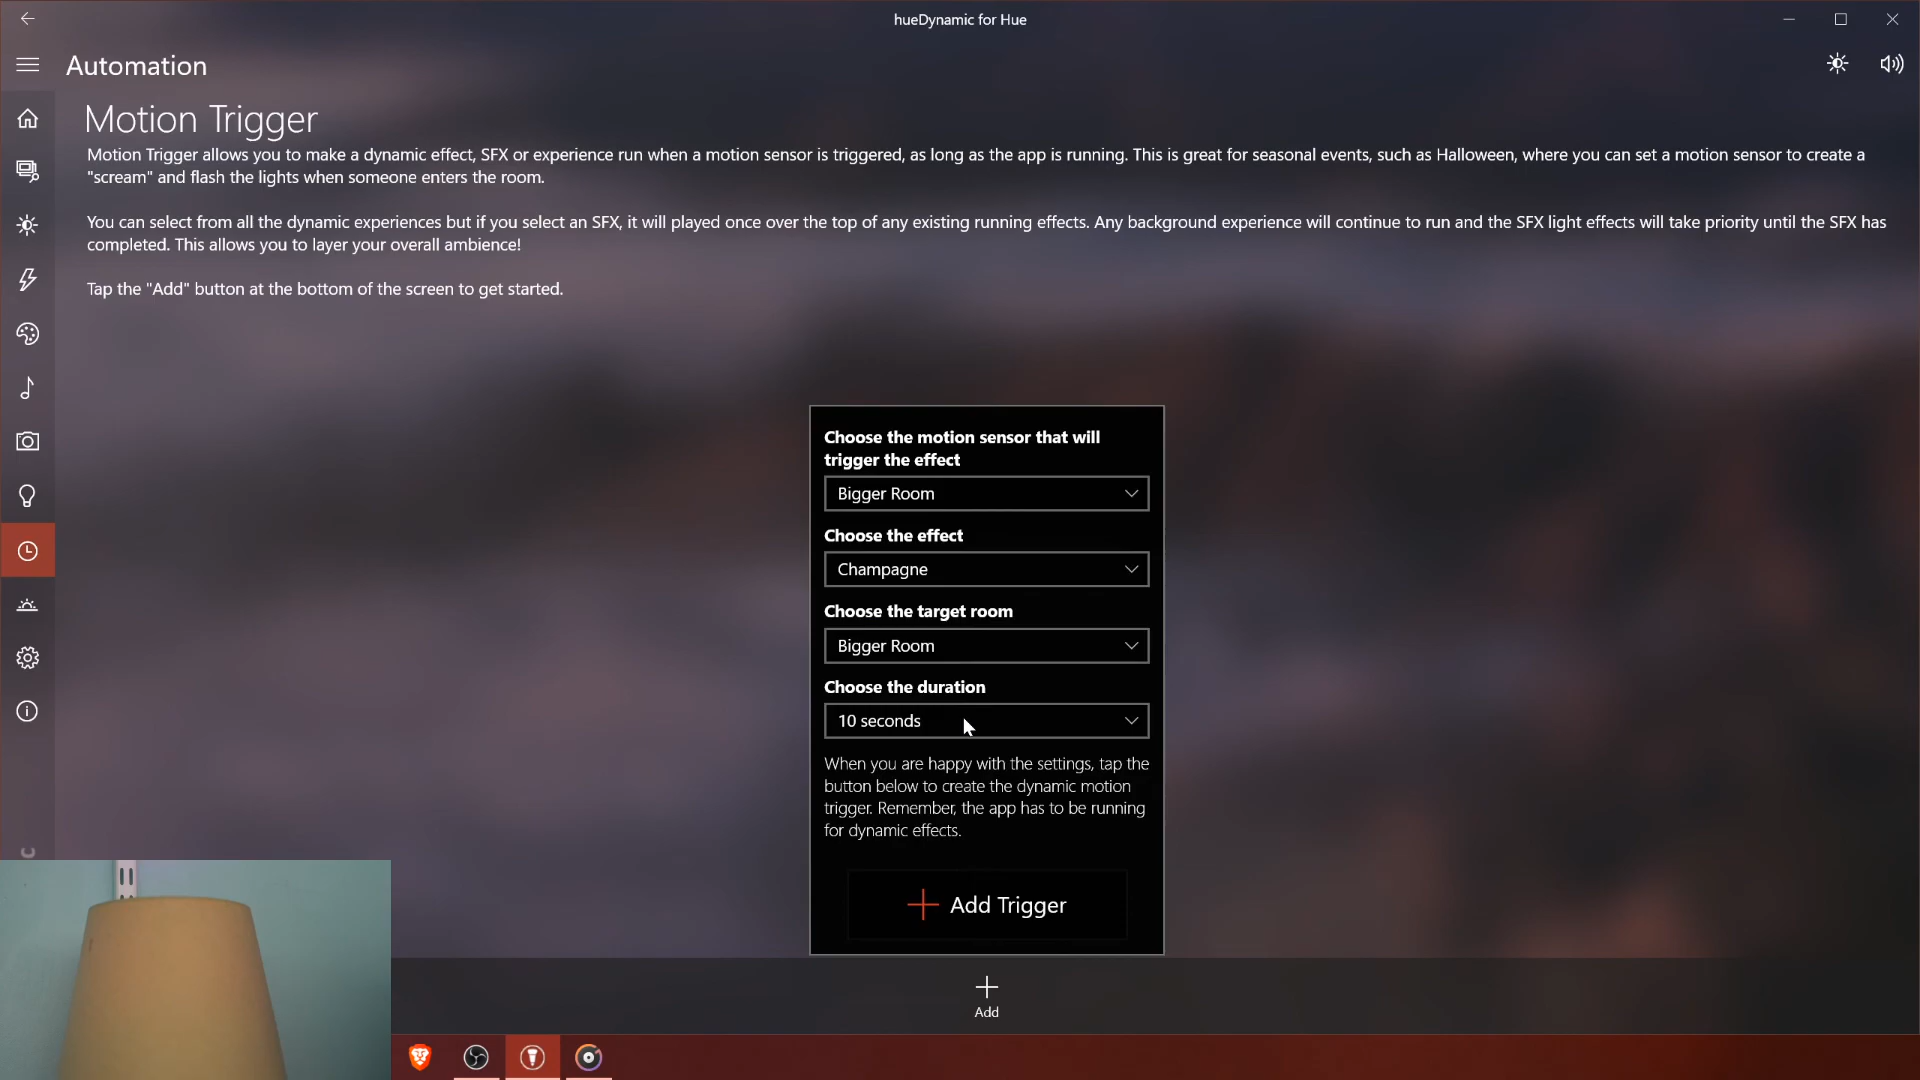 hueDynamic for Hue
Automation
Motion Trigger
Motion Trigger allows you to make a dynamic effect, SFX or experience run when a motion sensor is triggered, as long as the app is running. This is great for seasonal events, such as Halloween, where you can set a motion sensor to create a
"scream" and flash the lights when someone enters the room.
You can select from all the dynamic experiences but if you select an SFX, it will played once over the top of any existing running effects. Any background experience will continue to run and the SFX light effects will take priority until the SFX has
completed. This allows you to layer your overall ambience!
Tap the "Add" button at the bottom of the screen to get started.
Choose the motion sensor that will
trigger the effect
Bigger Room
Choose the effect
Champagne
Choose the target room
Bigger Room
Choose the duration
10 seconds
When you are happy with the settings, tap the
button below to create the dynamic motion
trigger. Remember, the app has to be running
for dynamic effects.
Add Trigger
Add